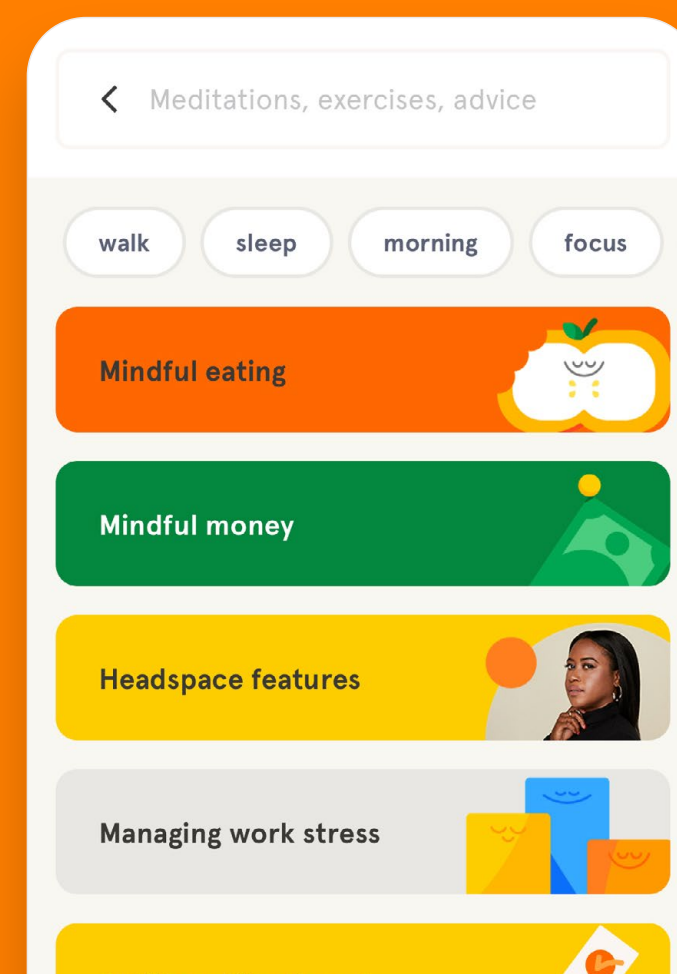 Meditations, exercises, advice
walk sleep morning focus
Mindful eating
Mindful money
Headspace features
Managing work stress